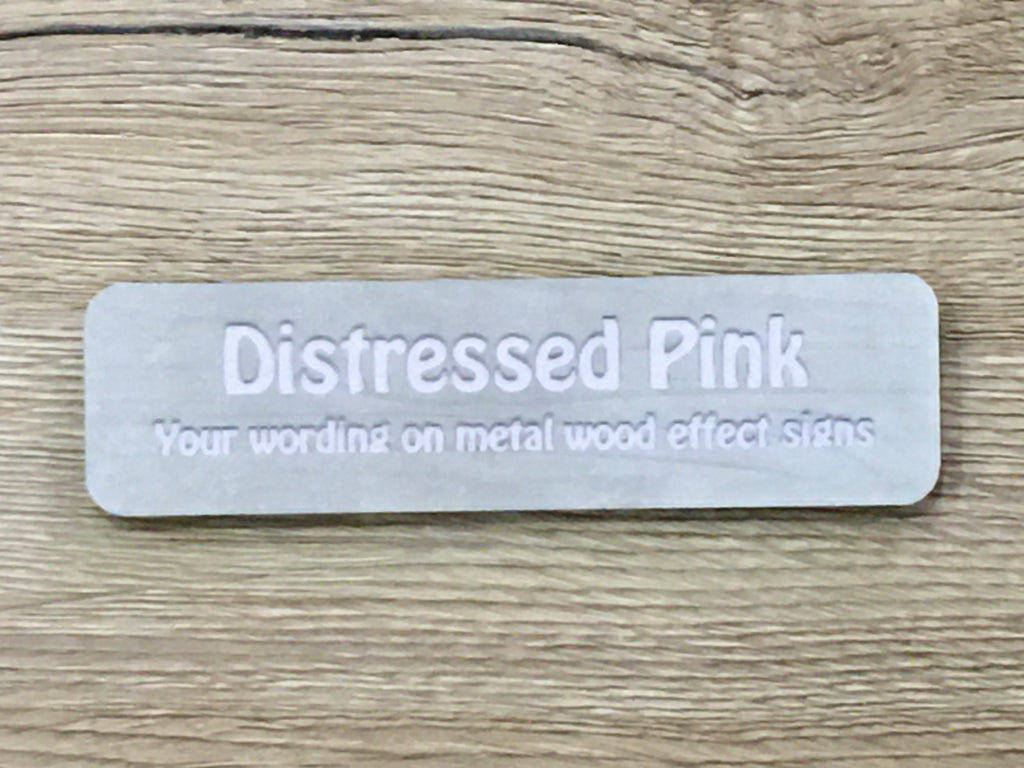 Distressed Pink
Your wording on metal wood effect signs